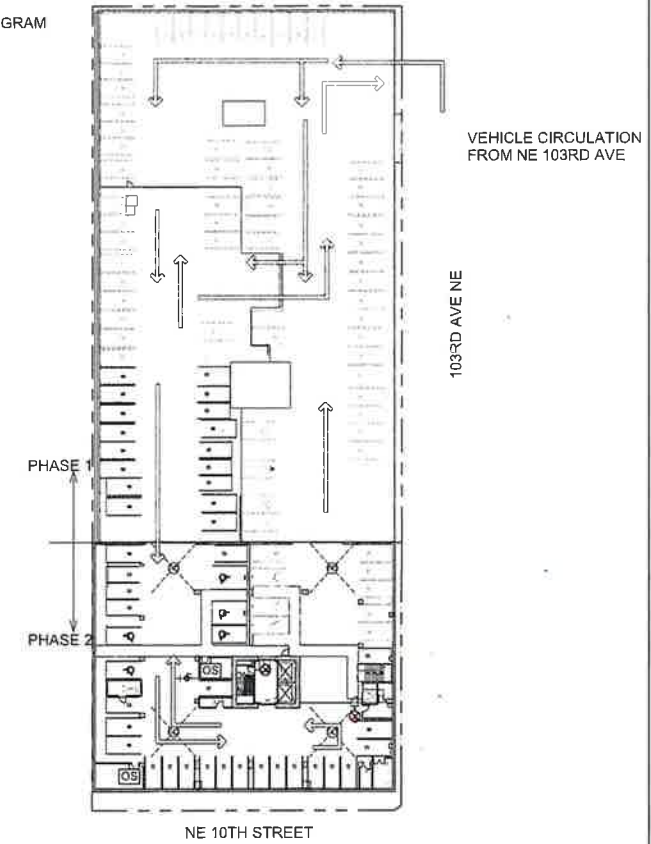 GRAM
VEHICLE CIRCULATION
FROM NE 103RD AVE
103RD AVE NE
PHASE 1
PHASE 2
OS
OS
NE 10TH STREET